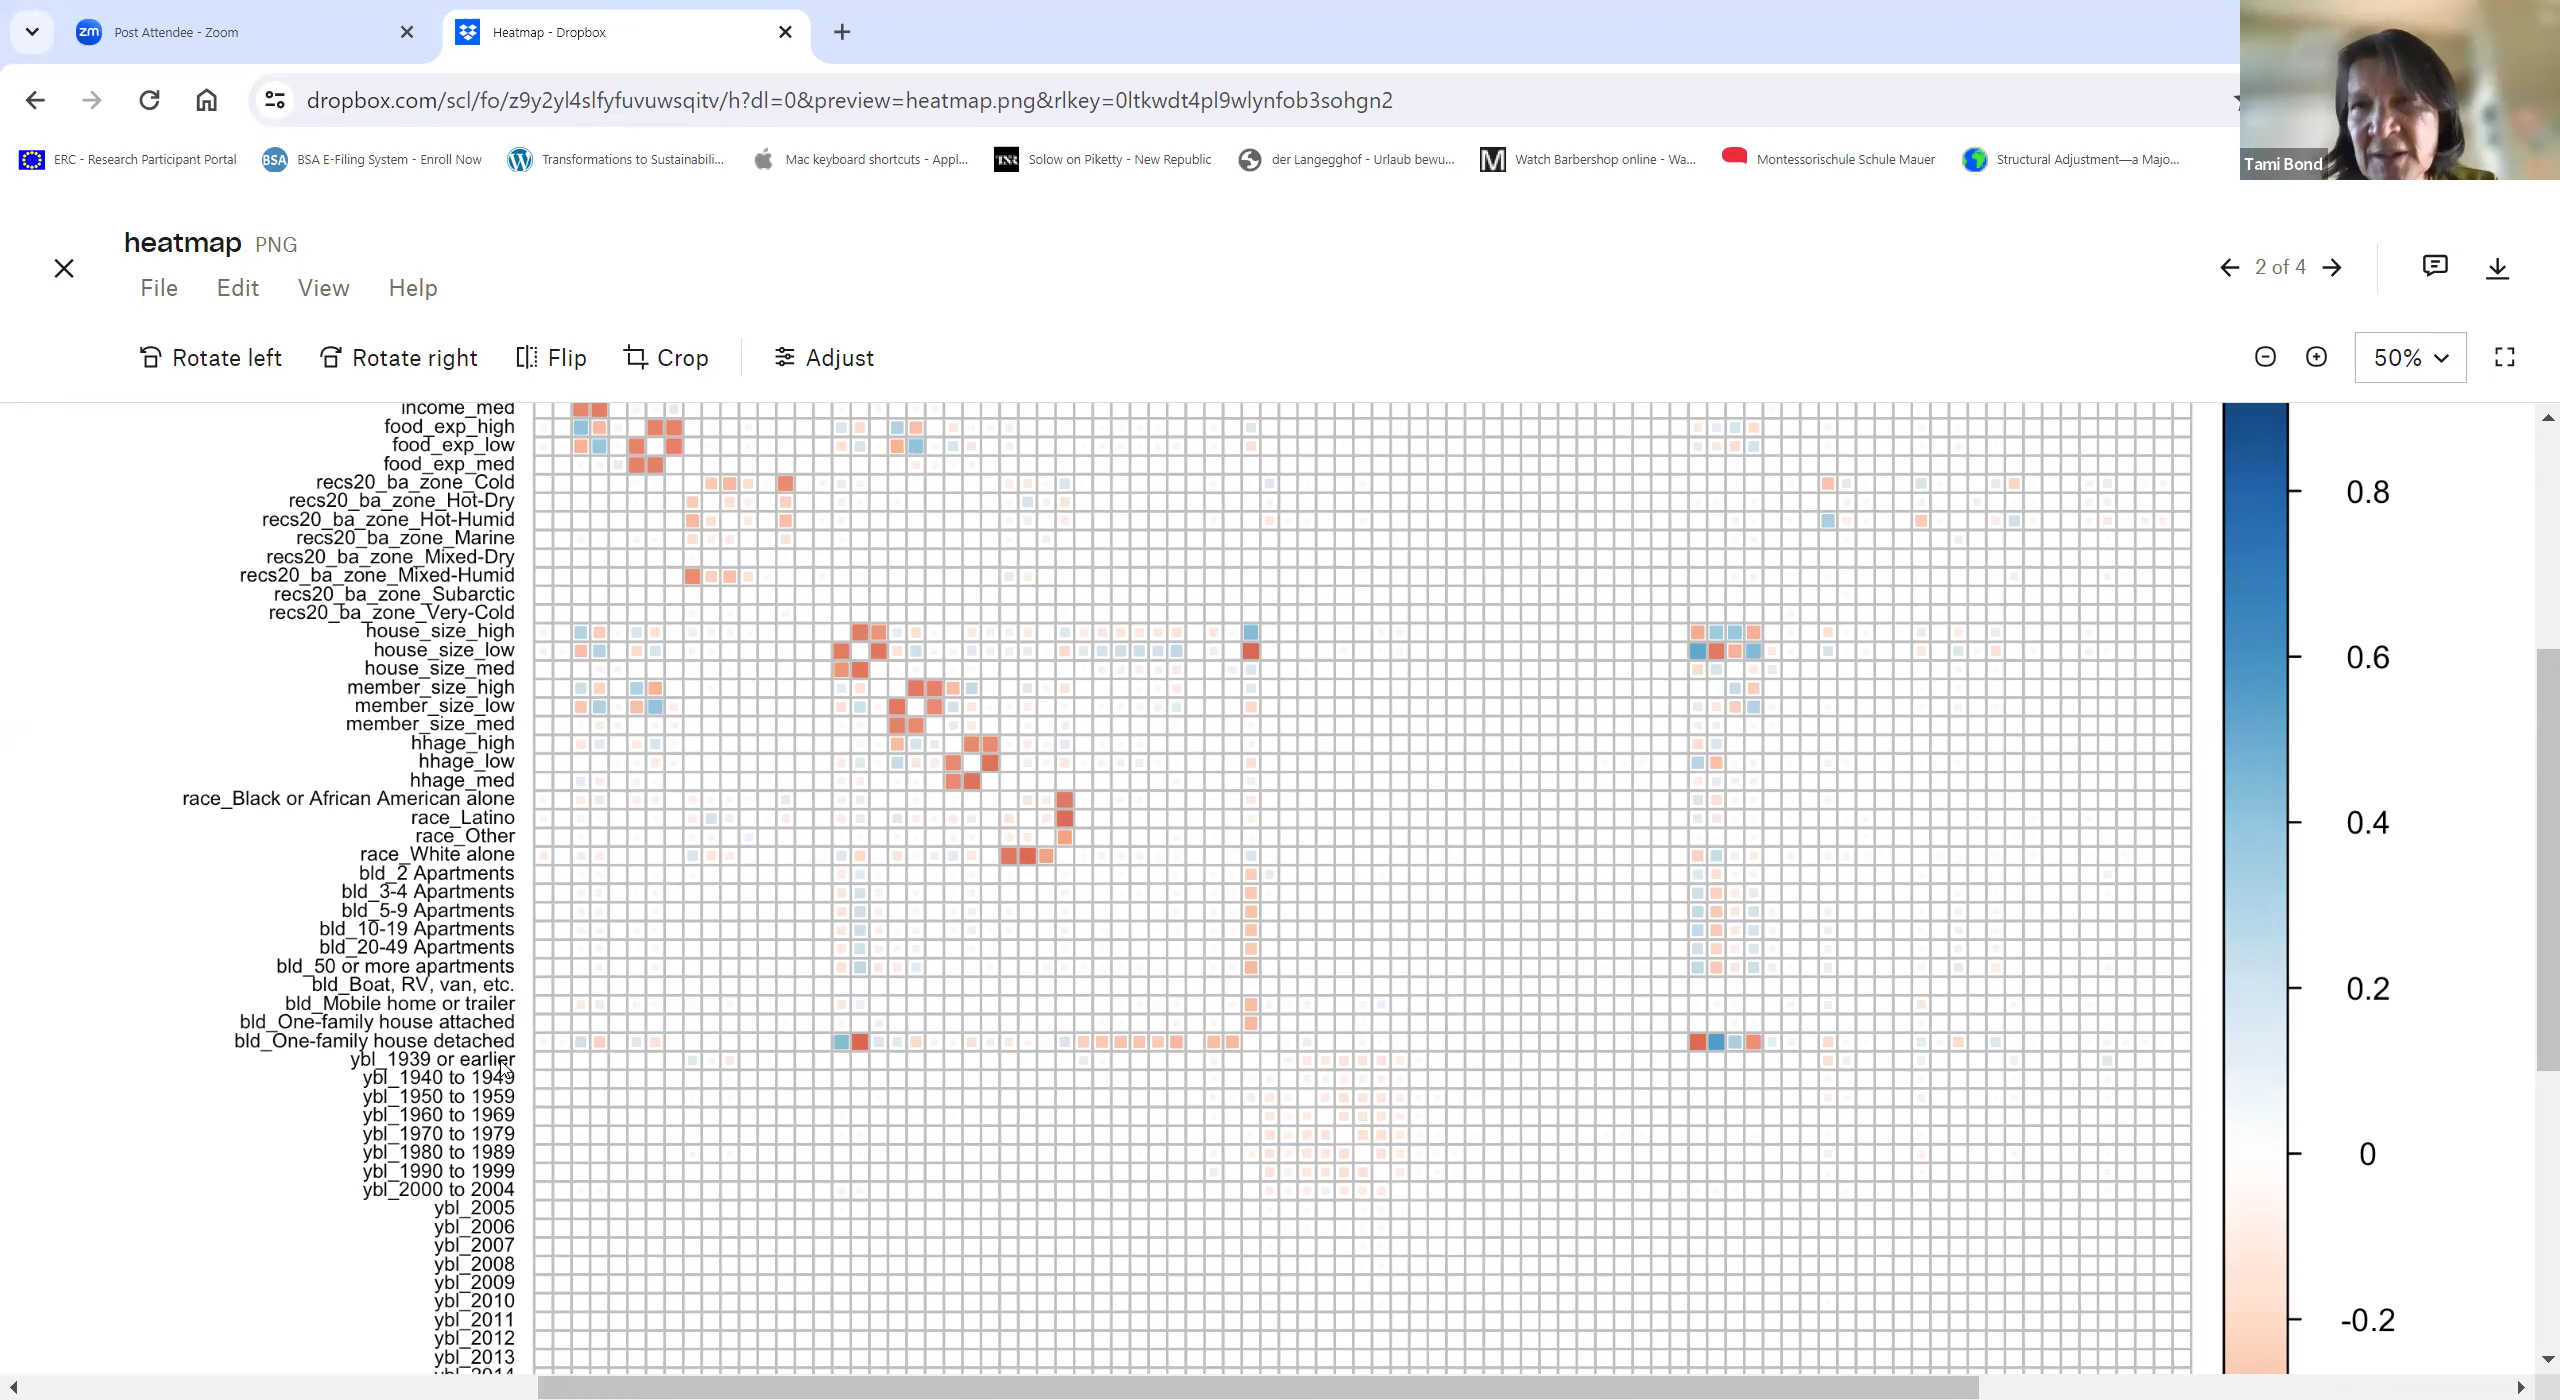 Post Attendee - Zoom
Heatmap - Dropbox
dropbox.com/scl/fo/z9y2yl4slfyfuvuwsqitv/h?dl=0&preview=heatmap.png&rlkey=0ltkwdt4pl9wlynfob3sohgn2
ERC - Research Participant Portal
BSA E-Filing System - Enroll Now
Transformations to Sustainabili...
Mac keyboard shortcuts - Appl...
Solow on Piketty - New Republic
der Langegghof - Urlaub bewu...
Watch Barbershop online - Wa...
Montessorischule Schule Mauer
Structural Adjustment—a Majo...
Tami Bond
heatmap PNG
File Edit View Help
2 of 4
Rotate left Rotate right Flip Crop Adjust
50%
income_med
food_exp_high
food_exp_low
food_exp_med
recs20_ba_zone_Cold
recs20_ba_zone_Hot-Dry
recs20_ba_zone_Hot-Humid
recs20_ba_zone_Marine
recs20_ba_zone_Mixed-Dry
recs20_ba_zone_Mixed-Humid
recs20_ba_zone_Subarctic
recs20_ba_zone_Very-Cold
house_size_high
house_size_low
house_size_med
member_size_high
member_size_low
member_size_med
hhage_high
hhage_low
hhage_med
race_Black or African American alone
race_Latino
race_Other
race_White alone
bld_2 Apartments
bld_3-4 Apartments
bld_5-9 Apartments
bld_10-19 Apartments
bld_20-49 Apartments
bld_50 or more apartments
bld_Boat, RV, van, etc.
bld_Mobile home or trailer
bld_One-family house attached
bld_One-family house detached
ybl_1939 or earlier
ybl_1940 to 1949
ybl_1950 to 1959
ybl_1960 to 1969
ybl_1970 to 1979
ybl_1980 to 1989
ybl_1990 to 1999
ybl_2000 to 2004
ybl_2005
ybl_2006
ybl_2007
ybl_2008
ybl_2009
ybl_2010
ybl_2011
ybl_2012
ybl_2013
ybl_2014
0.8
0.6
0.4
0.2
0
-0.2